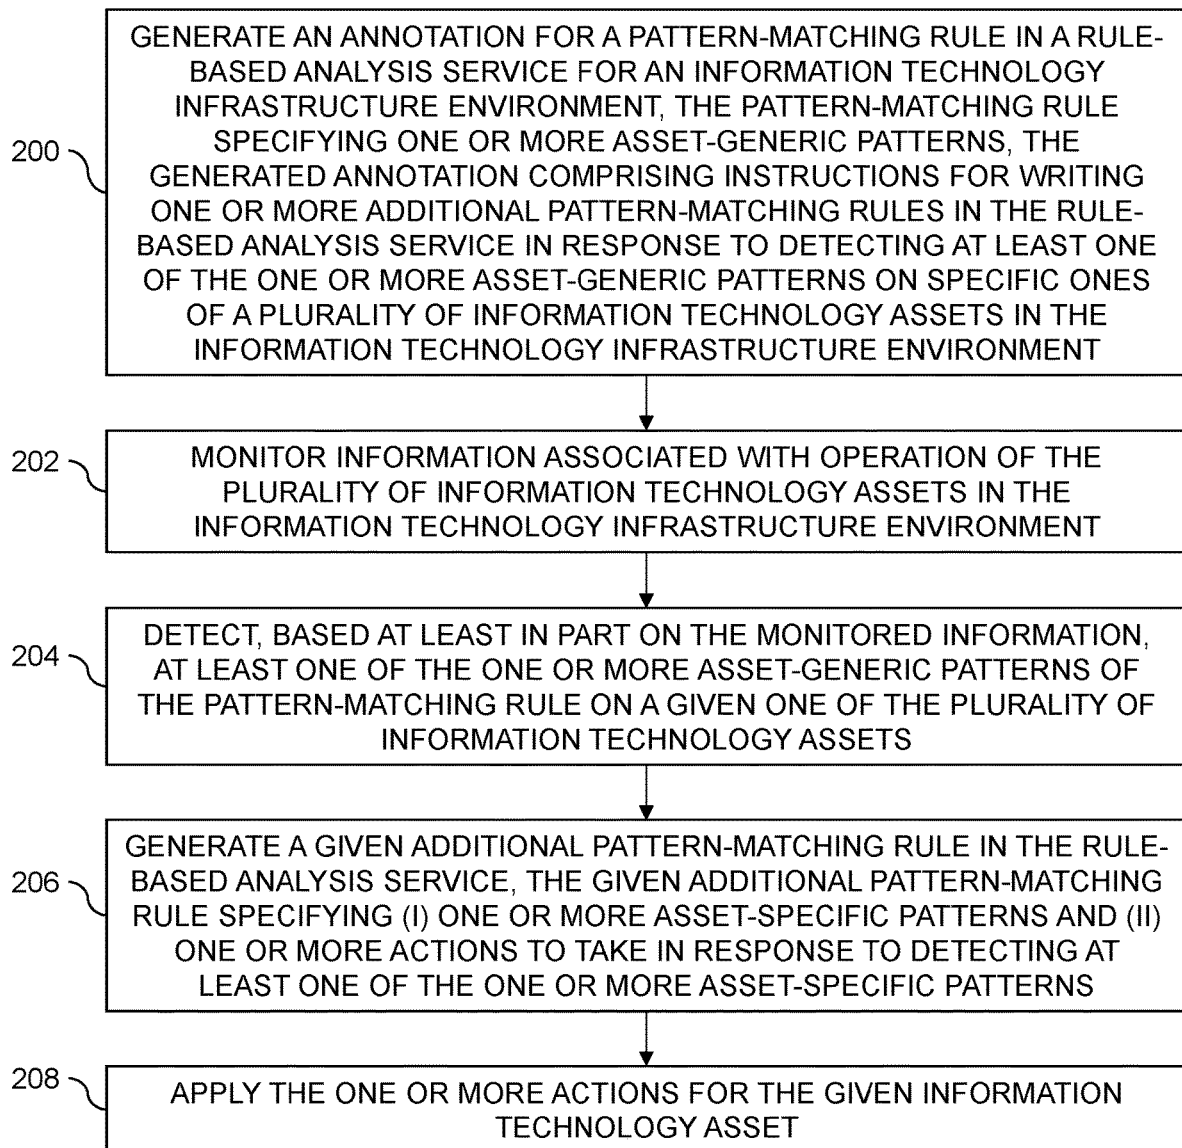 GENERATE AN ANNOTATION FOR A PATTERN-MATCHING RULE IN A RULE-
BASED ANALYSIS SERVICE FOR AN INFORMATION TECHNOLOGY
INFRASTRUCTURE ENVIRONMENT, THE PATTERN-MATCHING RULE
SPECIFYING ONE OR MORE ASSET-GENERIC PATTERNS, THE
200
GENERATED ANNOTATION COMPRISING INSTRUCTIONS FOR WRITING
ONE OR MORE ADDITIONAL PATTERN-MATCHING RULES IN THE RULE-
BASED ANALYSIS SERVICE IN RESPONSE TO DETECTING AT LEAST ONE
OF THE ONE OR MORE ASSET-GENERIC PATTERNS ON SPECIFIC ONES
OF A PLURALITY OF INFORMATION TECHNOLOGY ASSETS IN THE
INFORMATION TECHNOLOGY INFRASTRUCTURE ENVIRONMENT
202
MONITOR INFORMATION ASSOCIATED WITH OPERATION OF THE
PLURALITY OF INFORMATION TECHNOLOGY ASSETS IN THE
INFORMATION TECHNOLOGY INFRASTRUCTURE ENVIRONMENT
204
DETECT, BASED AT LEAST IN PART ON THE MONITORED INFORMATION,
AT LEAST ONE OF THE ONE OR MORE ASSET-GENERIC PATTERNS OF
THE PATTERN-MATCHING RULE ON A GIVEN ONE OF THE PLURALITY OF
INFORMATION TECHNOLOGY ASSETS
206
GENERATE A GIVEN ADDITIONAL PATTERN-MATCHING RULE IN THE RULE-
BASED ANALYSIS SERVICE, THE GIVEN ADDITIONAL PATTERN-MATCHING
RULE SPECIFYING (I) ONE OR MORE ASSET-SPECIFIC PATTERNS AND (II)
ONE OR MORE ACTIONS TO TAKE IN RESPONSE TO DETECTING AT
LEAST ONE OF THE ONE OR MORE ASSET-SPECIFIC PATTERNS
208
APPLY THE ONE OR MORE ACTIONS FOR THE GIVEN INFORMATION
TECHNOLOGY ASSET